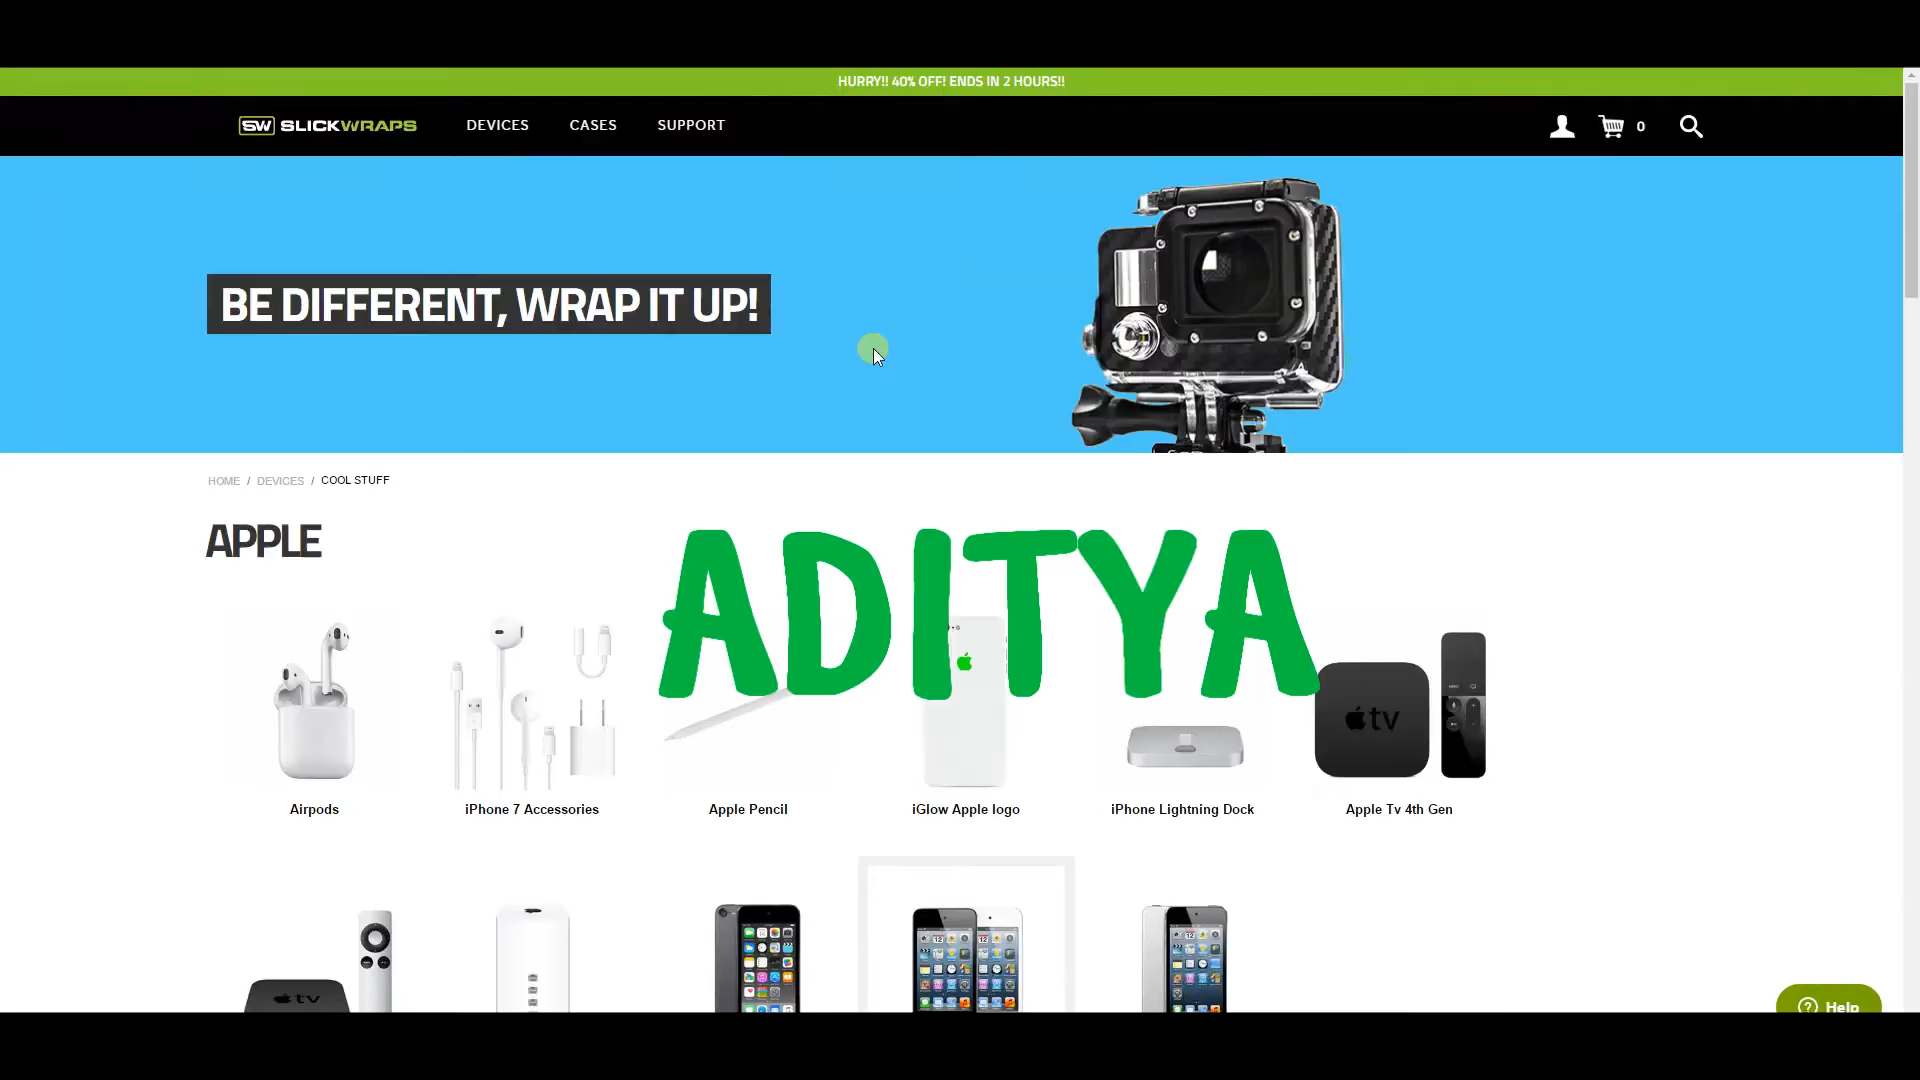 HURRY!! 40% OFF! ENDS IN 2 HOURS!!
SW SLICKWRAPS DEVICES CASES SUPPORT 0
BE DIFFERENT, WRAP IT UP!
HOME / DEVICES / COOL STUFF
APPLE
ADITYA
tv
Airpods iPhone 7 Accessories Apple Pencil iGlow Apple logo iPhone Lightning Dock Apple Tv 4th Gen
tv
? Help